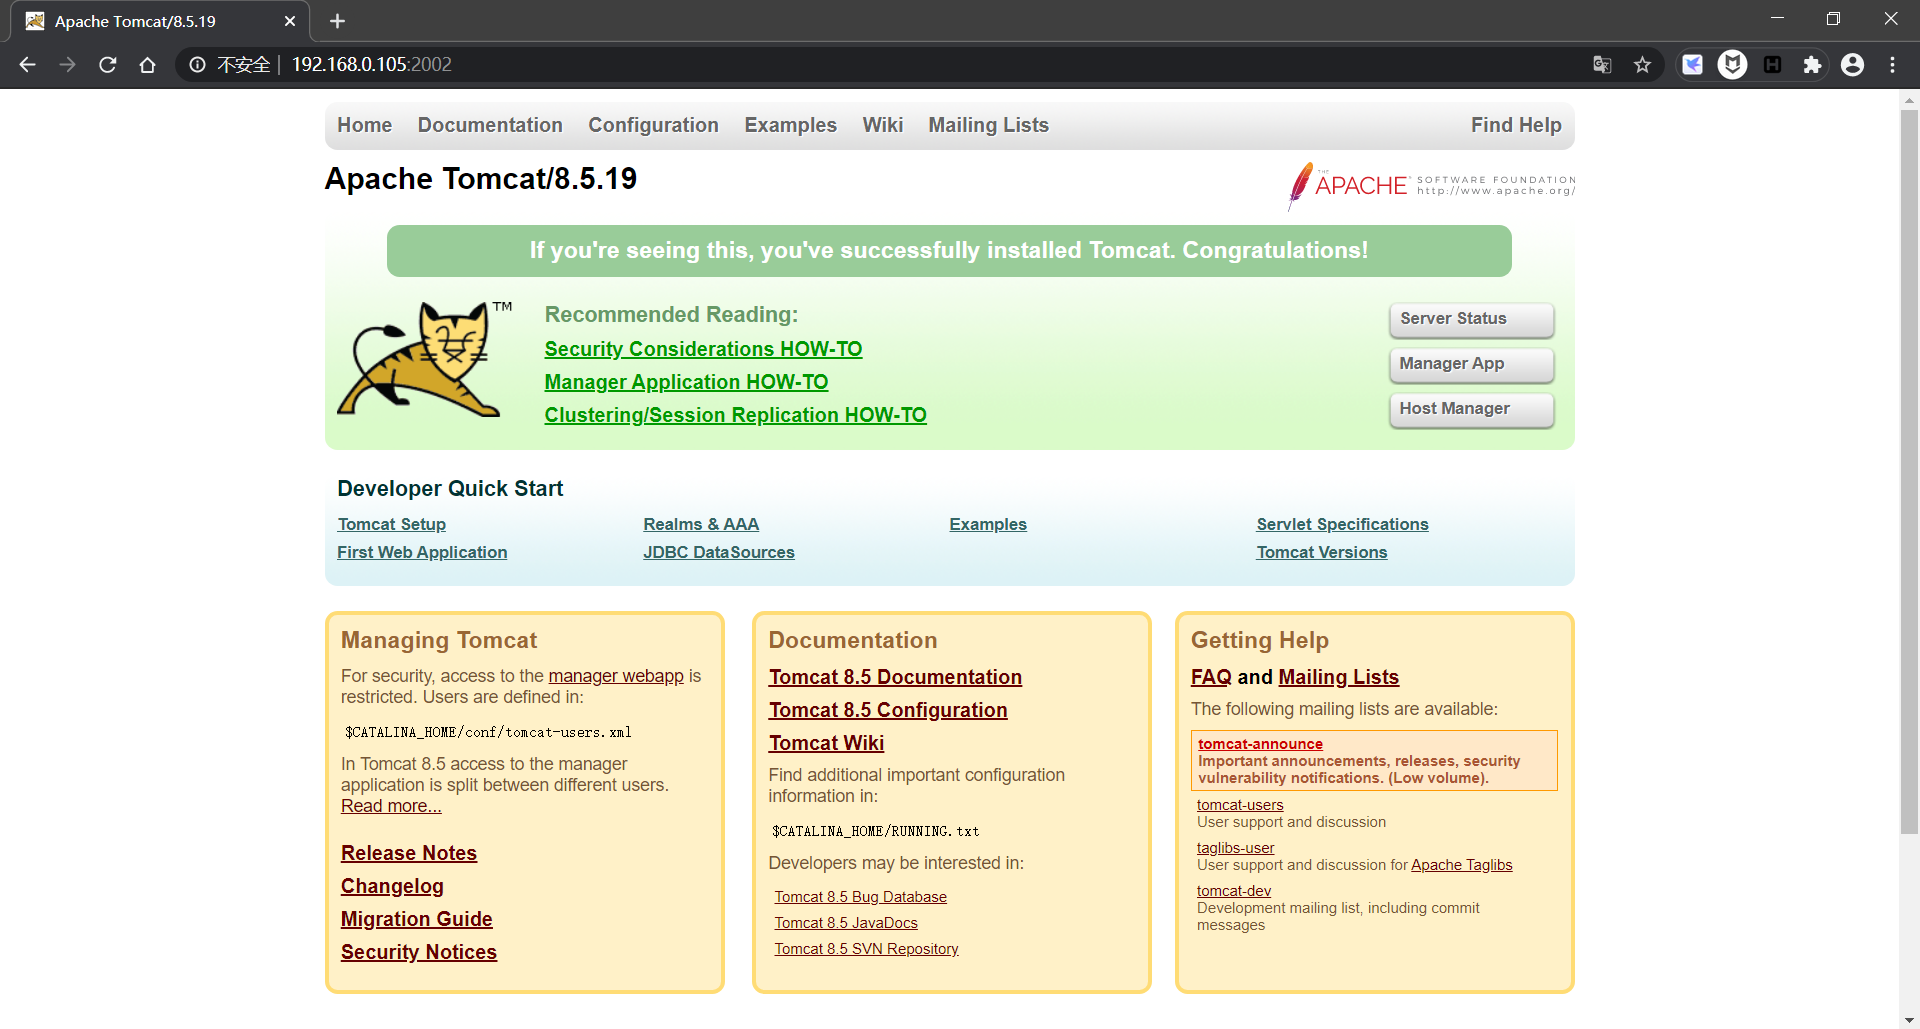 Apache Tomcat/8.5.19
不安全 | 192.168.0.105:2002
Home Documentation Configuration Examples Wiki Mailing Lists Find Help
Apache Tomcat/8.5.19
THE APACHE® SOFTWARE FOUNDATION
http://www.apache.org/
If you're seeing this, you've successfully installed Tomcat. Congratulations!
TM
Recommended Reading:
Security Considerations HOW-TO
Manager Application HOW-TO
Clustering/Session Replication HOW-TO
Server Status
Manager App
Host Manager
Developer Quick Start
Tomcat Setup
First Web Application
Realms & AAA
JDBC DataSources
Examples
Servlet Specifications
Tomcat Versions
Managing Tomcat
For security, access to the manager webapp is
restricted. Users are defined in:
$CATALINA_HOME/conf/tomcat-users.xml
In Tomcat 8.5 access to the manager
application is split between different users.
Read more...
Release Notes
Changelog
Migration Guide
Security Notices
Documentation
Tomcat 8.5 Documentation
Tomcat 8.5 Configuration
Tomcat Wiki
Find additional important configuration
information in:
$CATALINA_HOME/RUNNING.txt
Developers may be interested in:
Tomcat 8.5 Bug Database
Tomcat 8.5 JavaDocs
Tomcat 8.5 SVN Repository
Getting Help
FAQ and Mailing Lists
The following mailing lists are available:
tomcat-announce
Important announcements, releases, security
vulnerability notifications. (Low volume).
tomcat-users
User support and discussion
taglibs-user
User support and discussion for Apache Taglibs
tomcat-dev
Development mailing list, including commit
messages